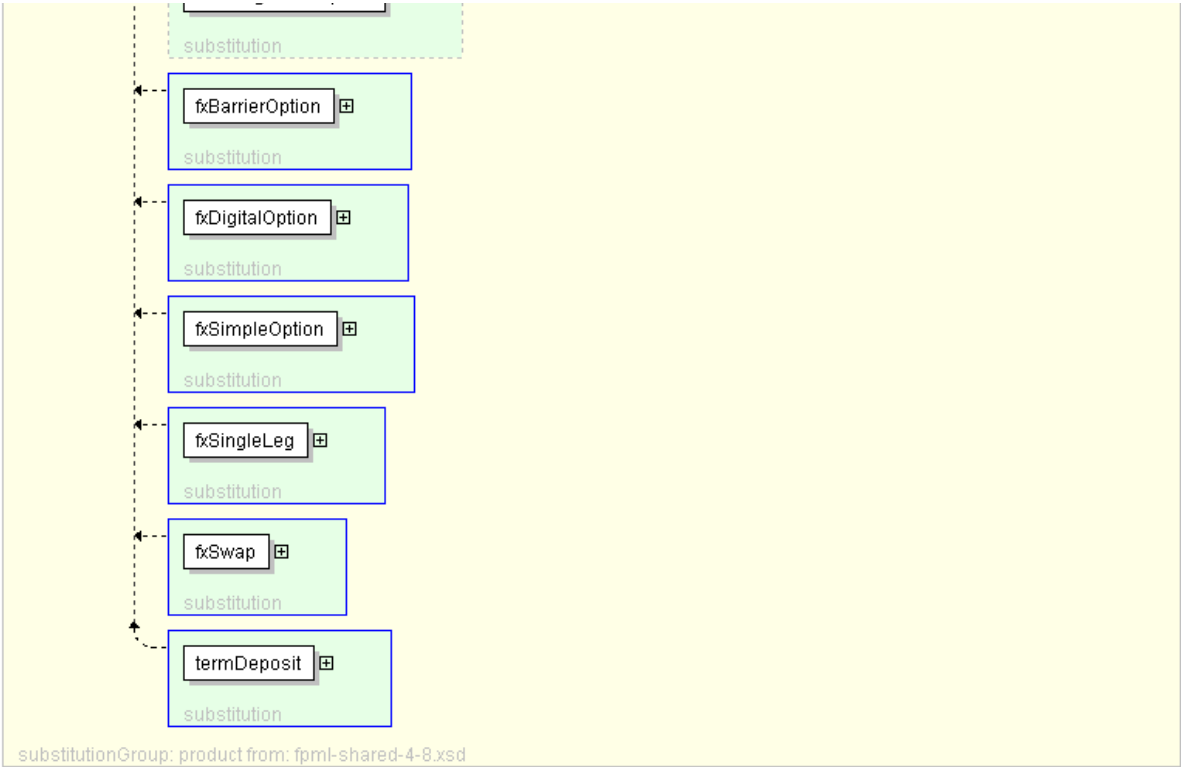 substitution
fxBarrierOption
substitution
fxDigitalOption
substitution
fxSimpleOption
substitution
fxSingleLeg
substitution
fxSwap
substitution
termDeposit
substitution
substitutionGroup: product from: fpml-shared-4-8.xsd